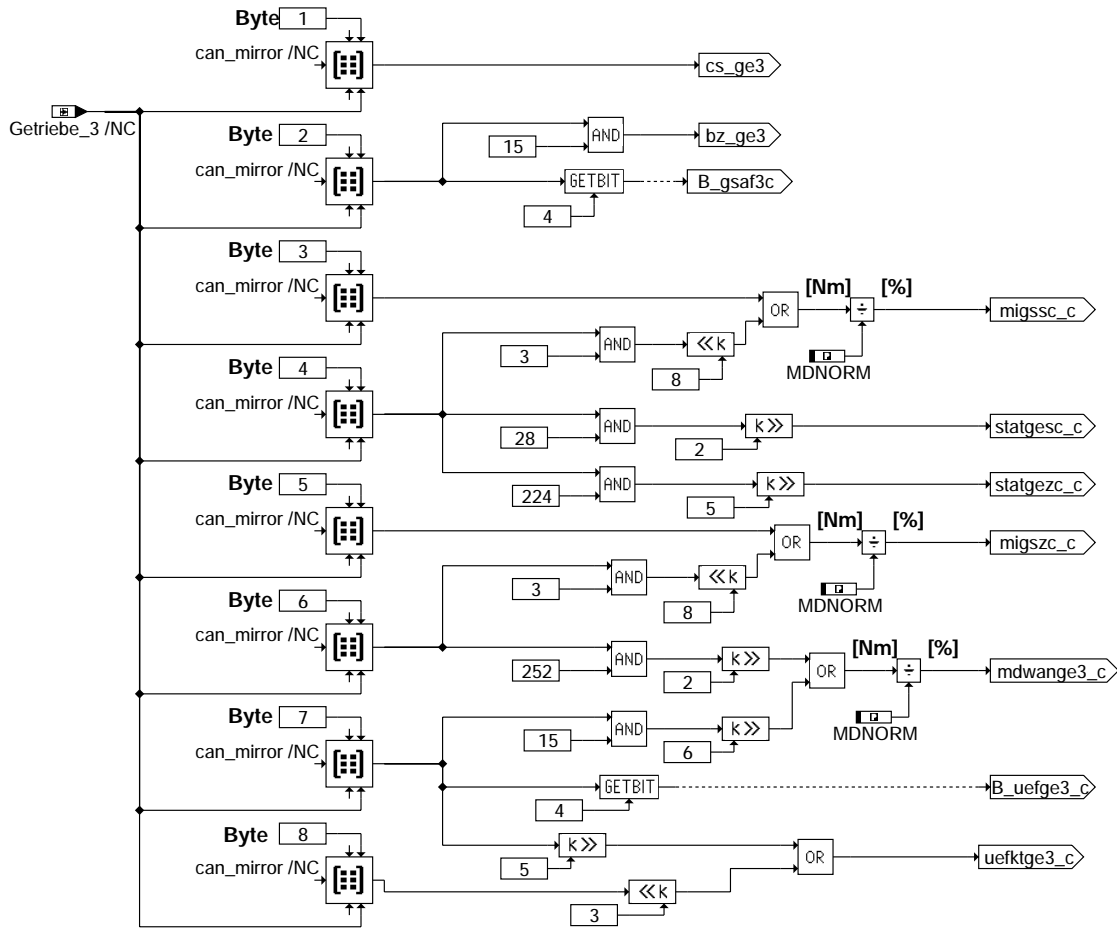 Byte 1
can_mirror /NC
cs_ge3
Getriebe_3 /NC
Byte 2
can_mirror /NC
15
AND
bz_ge3
GETBIT
B_gsaf3c
4
Byte 3
can_mirror /NC
OR
[Nm]
÷
[%]
migssc_c
MDNORM
3
AND
<<k
8
Byte 4
can_mirror /NC
28
AND
k>>
2
statgesc_c
224
AND
k>>
5
statgezc_c
Byte 5
can_mirror /NC
OR
[Nm]
÷
[%]
migszc_c
MDNORM
3
AND
<<k
8
Byte 6
can_mirror /NC
252
AND
k>>
2
OR
[Nm]
÷
[%]
mdwange3_c
MDNORM
Byte 7
can_mirror /NC
15
AND
k>>
6
GETBIT
4
B_uefge3_c
k>>
5
OR
uefktge3_c
Byte 8
can_mirror /NC
<<k
3